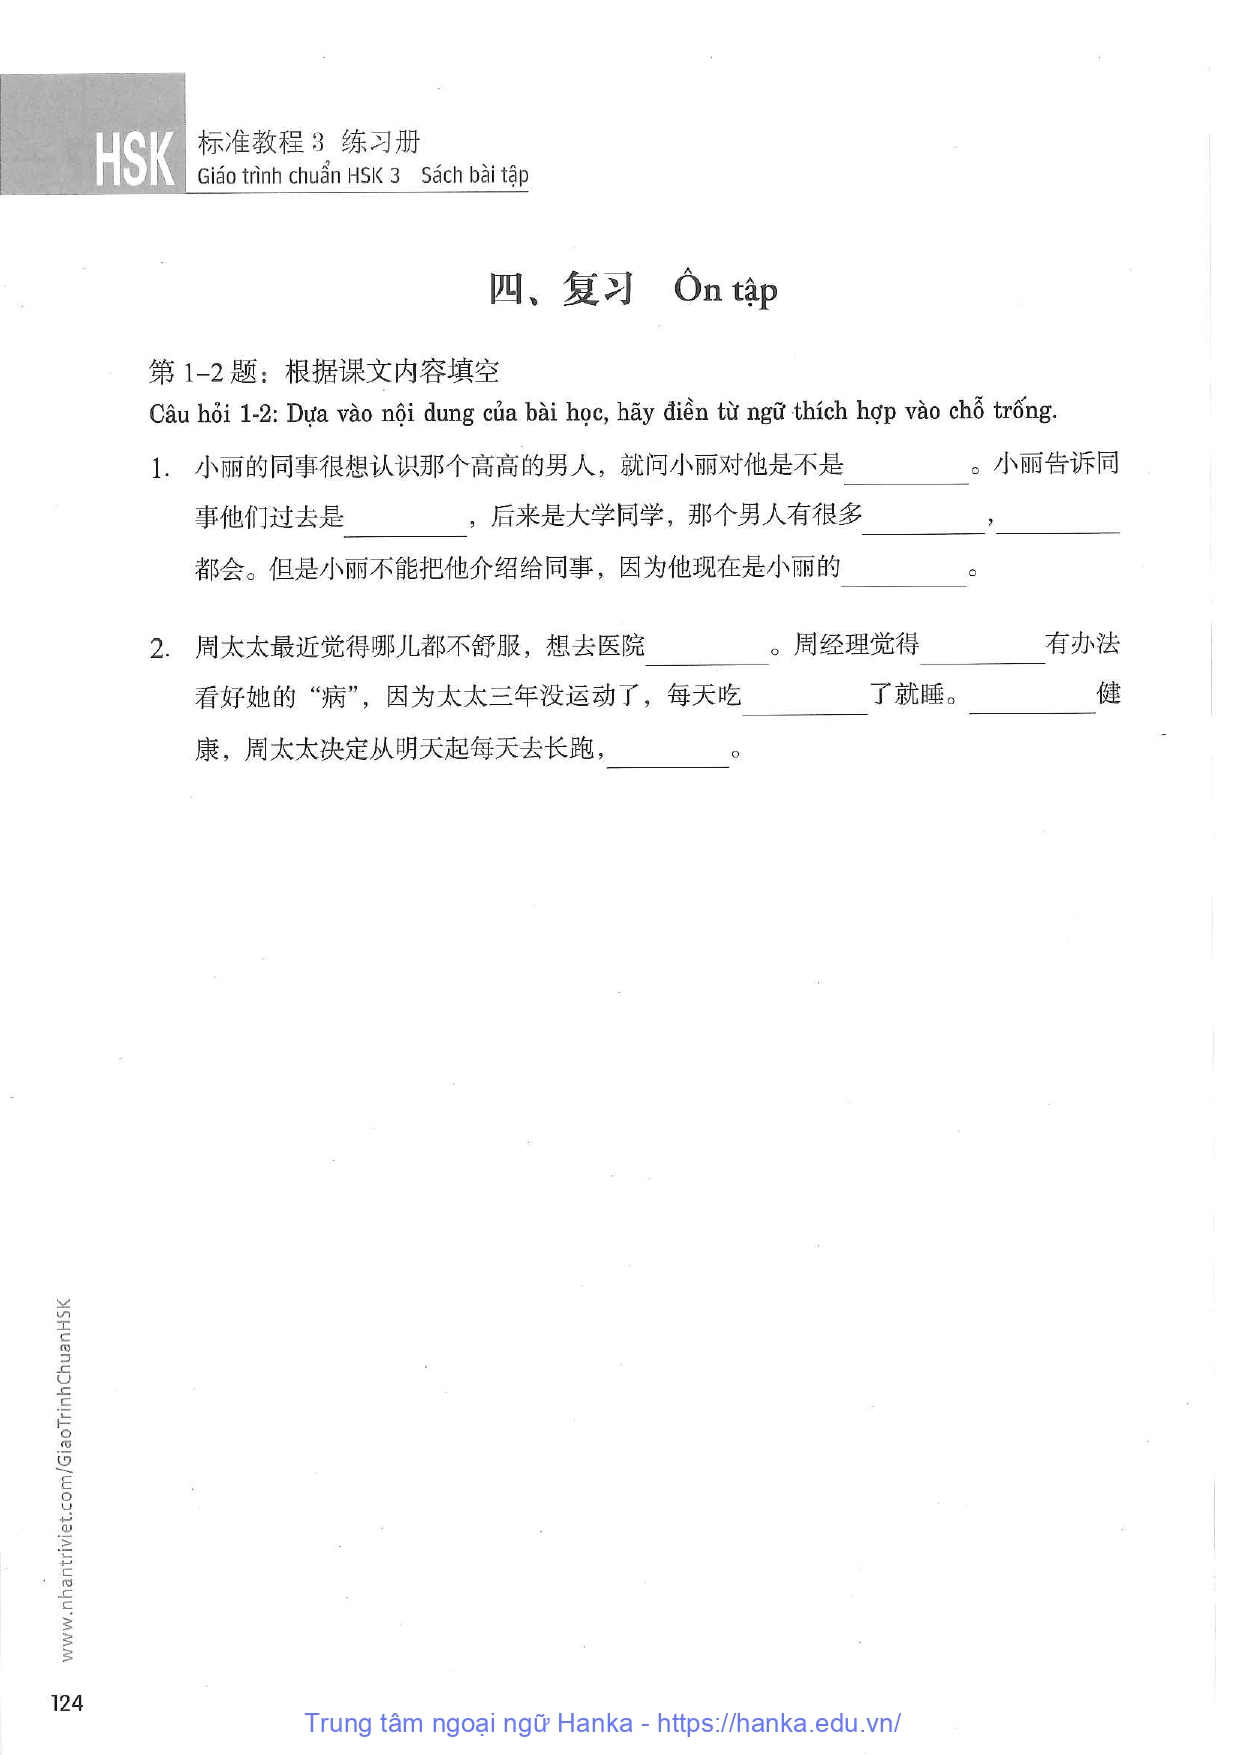 HSK 标准教程 3 练习册
Giáo trình chuẩn HSK 3 Sách bài tập
四、复习 Ôn tập
第 1-2 题：根据课文内容填空
Câu hỏi 1-2: Dựa vào nội dung của bài học, hãy điền từ ngữ thích hợp vào chỗ trống.
1. 小丽的同事很想认识那个高高的男人，就问小丽对他是不是________。小丽告诉同
事他们过去是________，后来是大学同学，那个男人有很多________，________
都会。但是小丽不能把他介绍给同事，因为他现在是小丽的________。
2. 周太太最近觉得哪儿都不舒服，想去医院________。周经理觉得________有办法
看好她的“病”，因为太太三年没运动了，每天吃________了就睡。________健
康，周太太决定从明天起每天去长跑，________。
www.nhantriviet.com/GiaoTrinhChuanHSK
124
Trung tâm ngoại ngữ Hanka - https://hanka.edu.vn/